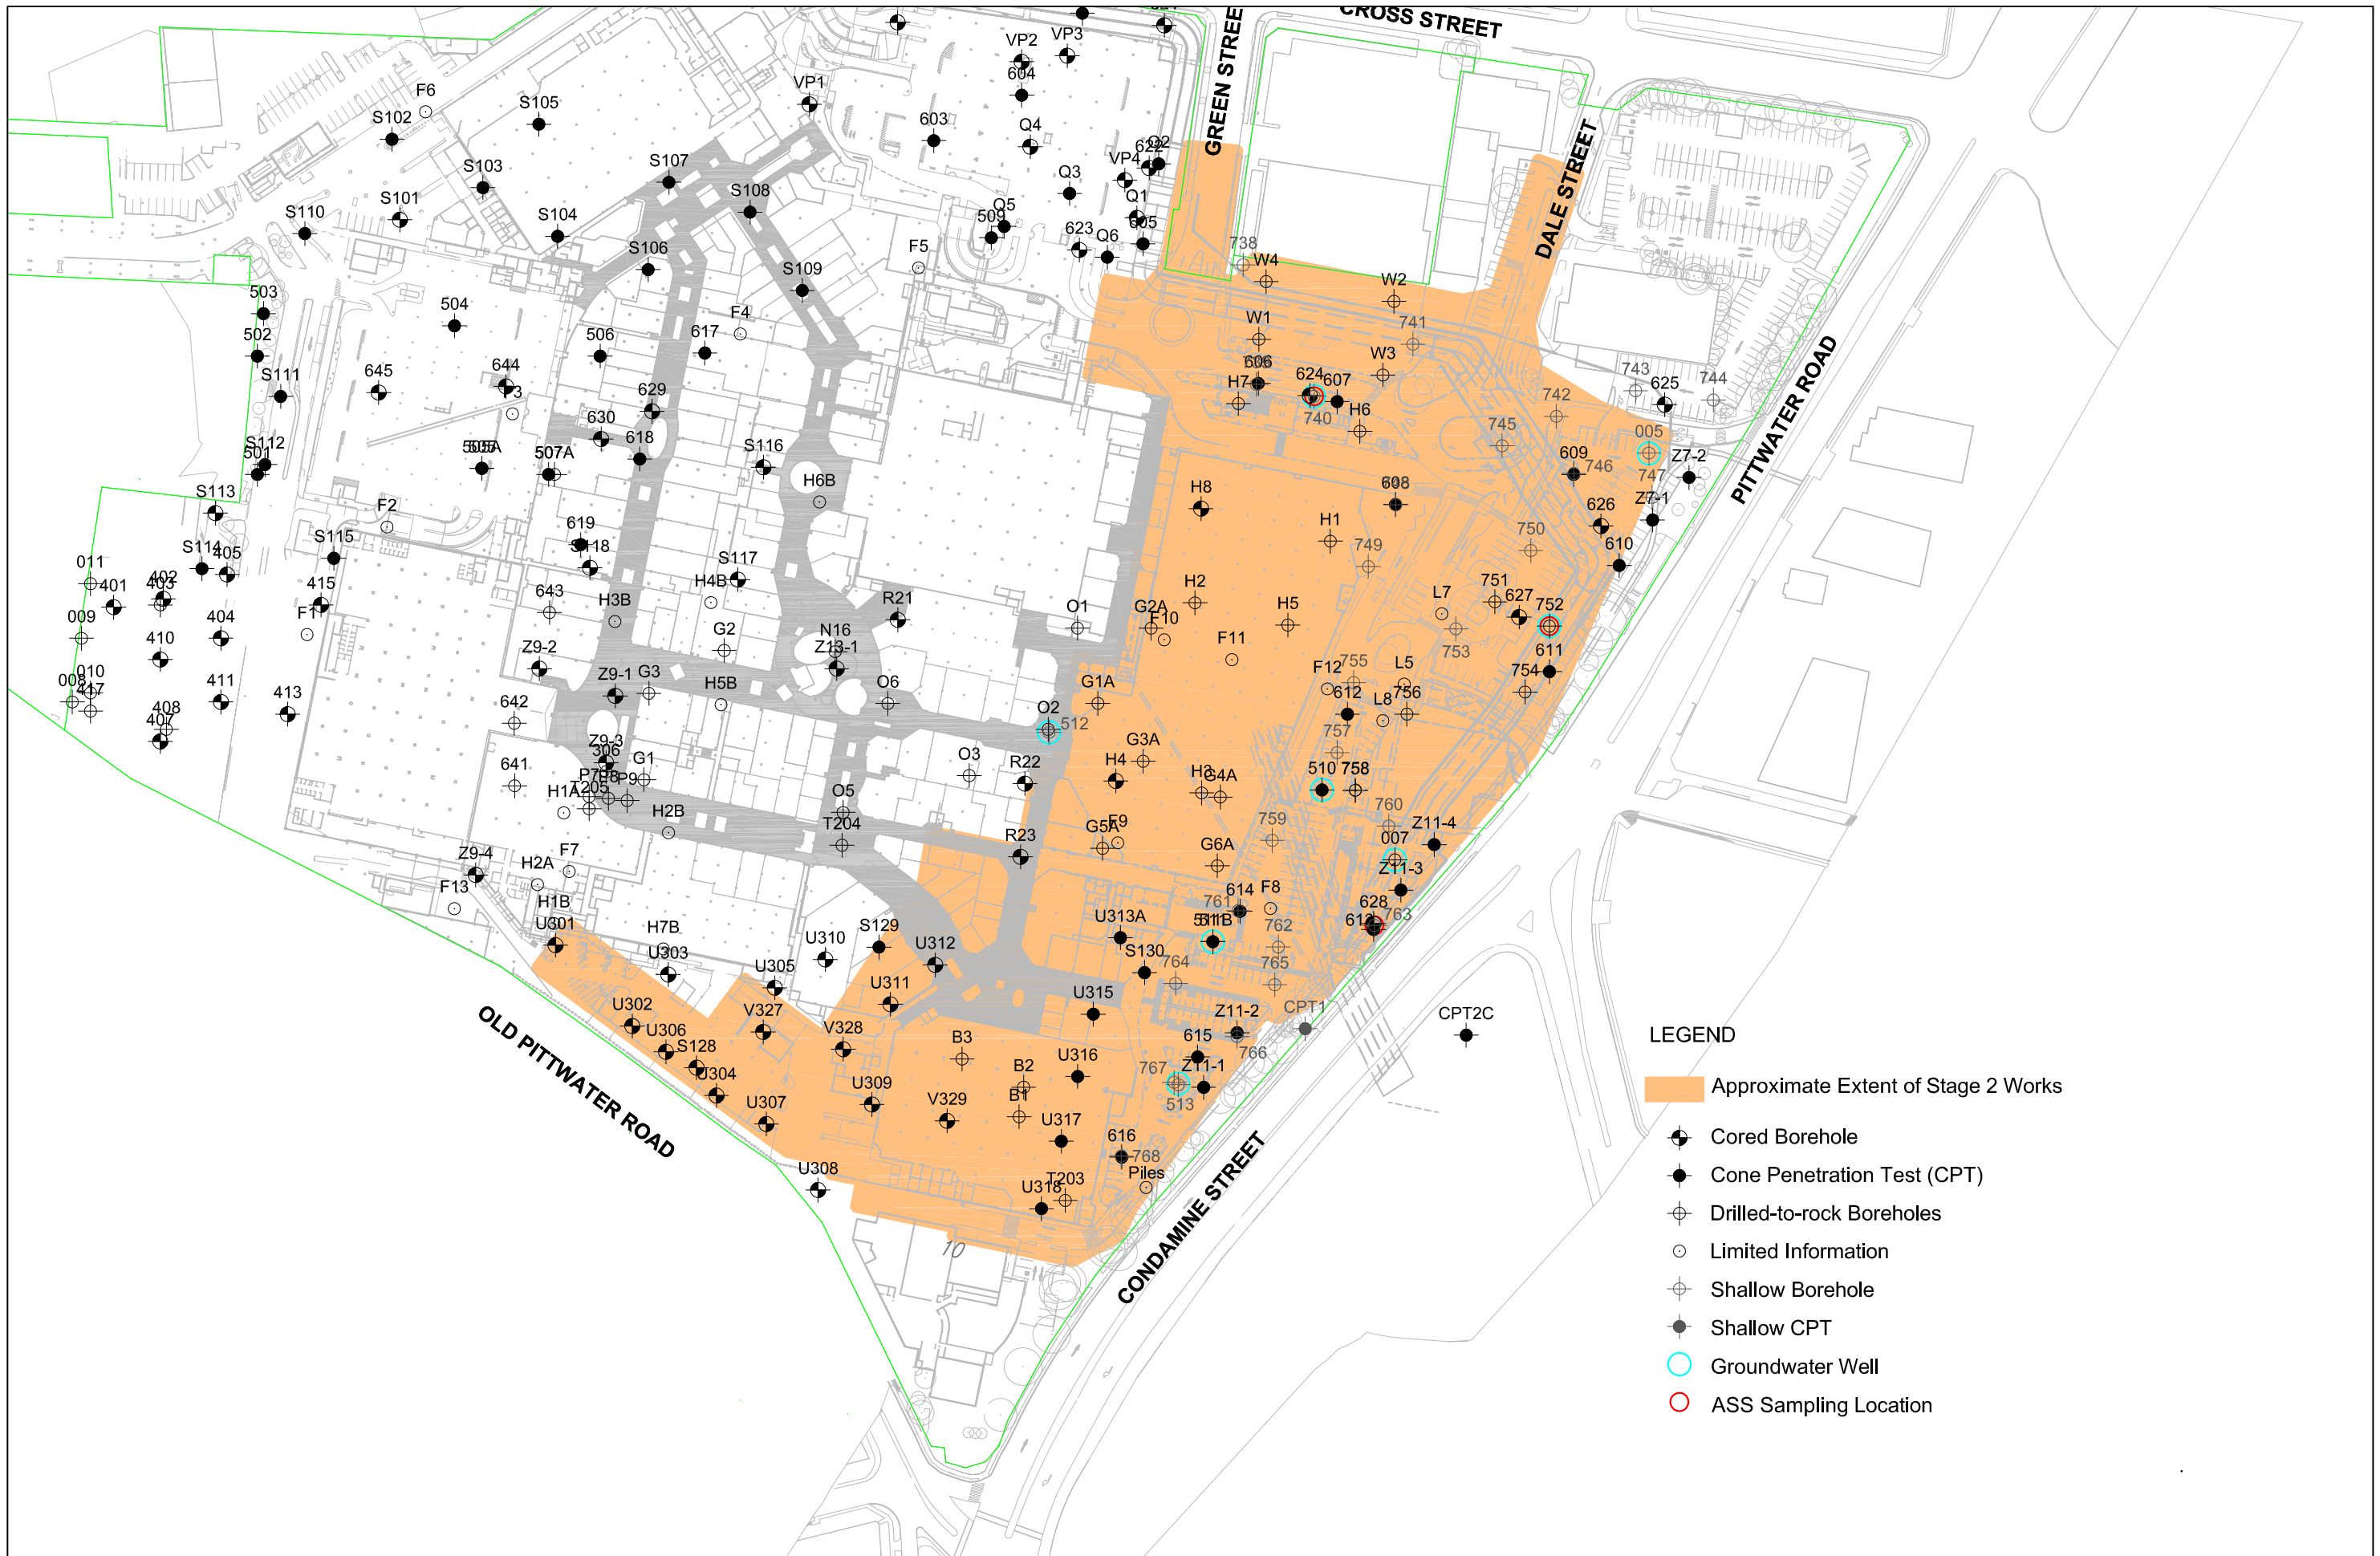 CROSS STREET
GREEN STREE
VP2
VP3
604
VP1
F6
S105
S102
603
Q4
622
Q2
VP4
Q3
S103
S107
S108
S101
S110
S104
Q1
Q5
509
605
623
Q6
DALE STREET
738
W4
W2
S106
F5
S109
503
504
F4
W1
741
502
506
617
606
W3
S111
645
644
F3
629
H7
624
607
740
H6
743
625
744
742
745
005
PITTWATER ROAD
630
618
S116
S112
501
505A
507A
609
746
747
Z7-2
H6B
H8
608
S113
F2
626
Z7-1
619
S118
H1
749
750
610
S114
405
S115
S117
011
401
402
403
415
H4B
H2
643
H3B
R21
O1
G2A
F10
H5
L7
751
627
752
009
404
F1
G2
N16
Z13-1
F11
753
410
Z9-2
611
Z9-1
G3
H5B
O6
G1A
F12
755
L5
754
010
008
417
411
413
612
L8
756
642
O2
512
408
407
757
Z9-3
306
G1
O3
R22
H4
G3A
641
P7
P8
P9
T205
H1A
H3
G4A
510
758
H2B
O5
T204
760
759
R23
G5A
F9
G6A
007
Z11-4
Z9-4
H2A
F7
F13
Z11-3
H1B
U301
614
F8
761
628
763
H7B
U303
U310
S129
U312
U313A
511B
762
U305
S130
764
765
U311
U302
V327
U315
Z11-2
CPT1
CPT2C
766
OLD PITTWATER ROAD
U306
S128
V328
B3
615
U304
B2
U316
767
Z11-1
513
U307
U309
V329
B1
U317
616
768
Piles
U308
T203
U318
10
CONDAMINE STREET
LEGEND
Approximate Extent of Stage 2 Works
Cored Borehole
Cone Penetration Test (CPT)
Drilled-to-rock Boreholes
Limited Information
Shallow Borehole
Shallow CPT
Groundwater Well
ASS Sampling Location